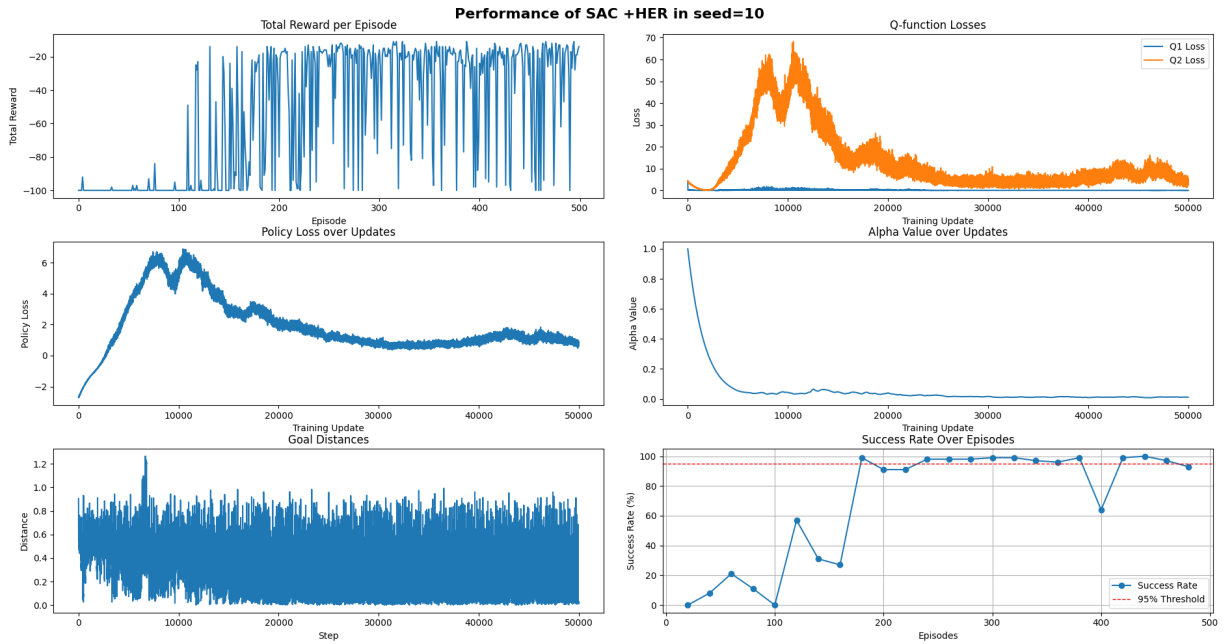 Performance of SAC +HER in seed=10
Total Reward per Episode
Total Reward
−20
−40
−60
−80
−100
0 100 200 300 400 500
Episode
Q-function Losses
Loss
70
60
50
40
30
20
10
0
Q1 Loss
Q2 Loss
0 10000 20000 30000 40000 50000
Training Update
Policy Loss over Updates
Policy Loss
6
4
2
0
−2
0 10000 20000 30000 40000 50000
Training Update
Alpha Value over Updates
Alpha Value
1.0
0.8
0.6
0.4
0.2
0.0
0 10000 20000 30000 40000 50000
Training Update
Goal Distances
Distance
1.2
1.0
0.8
0.6
0.4
0.2
0.0
0 10000 20000 30000 40000 50000
Step
Success Rate Over Episodes
Success Rate (%)
100
80
60
40
20
0
Success Rate
95% Threshold
0 100 200 300 400 500
Episodes